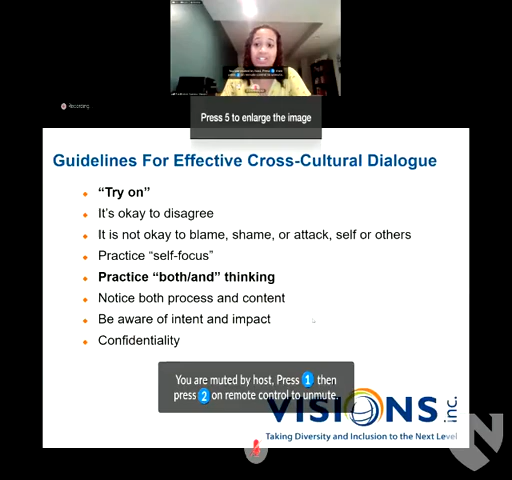 Recording
Press 5 to enlarge the image
Guidelines For Effective Cross-Cultural Dialogue
“Try on”
It’s okay to disagree
It is not okay to blame, shame, or attack, self or others
Practice “self-focus”
Practice “both/and” thinking
Notice both process and content
Be aware of intent and impact
Confidentiality
You are muted by host, Press 1 then
press 2 on remote control to unmute.
VISIONS inc.
Taking Diversity and Inclusion to the Next Level
N